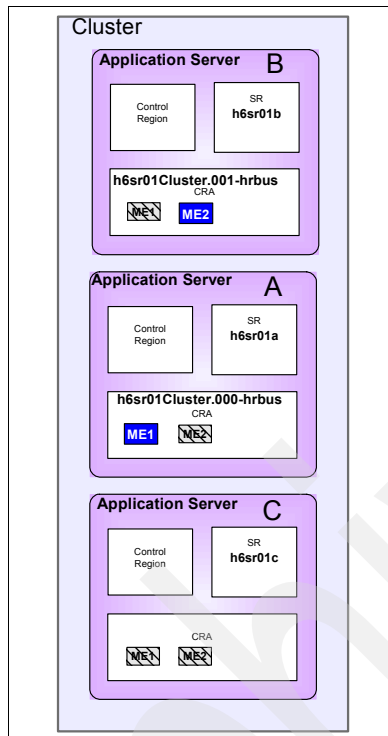 Cluster
Application Server B
Control
Region
SR
h6sr01b
h6sr01Cluster.001-hrbus
CRA
ME1 ME2
Application Server A
Control
Region
SR
h6sr01a
h6sr01Cluster.000-hrbus
CRA
ME1 ME2
Application Server C
Control
Region
SR
h6sr01c
CRA
ME1 ME2